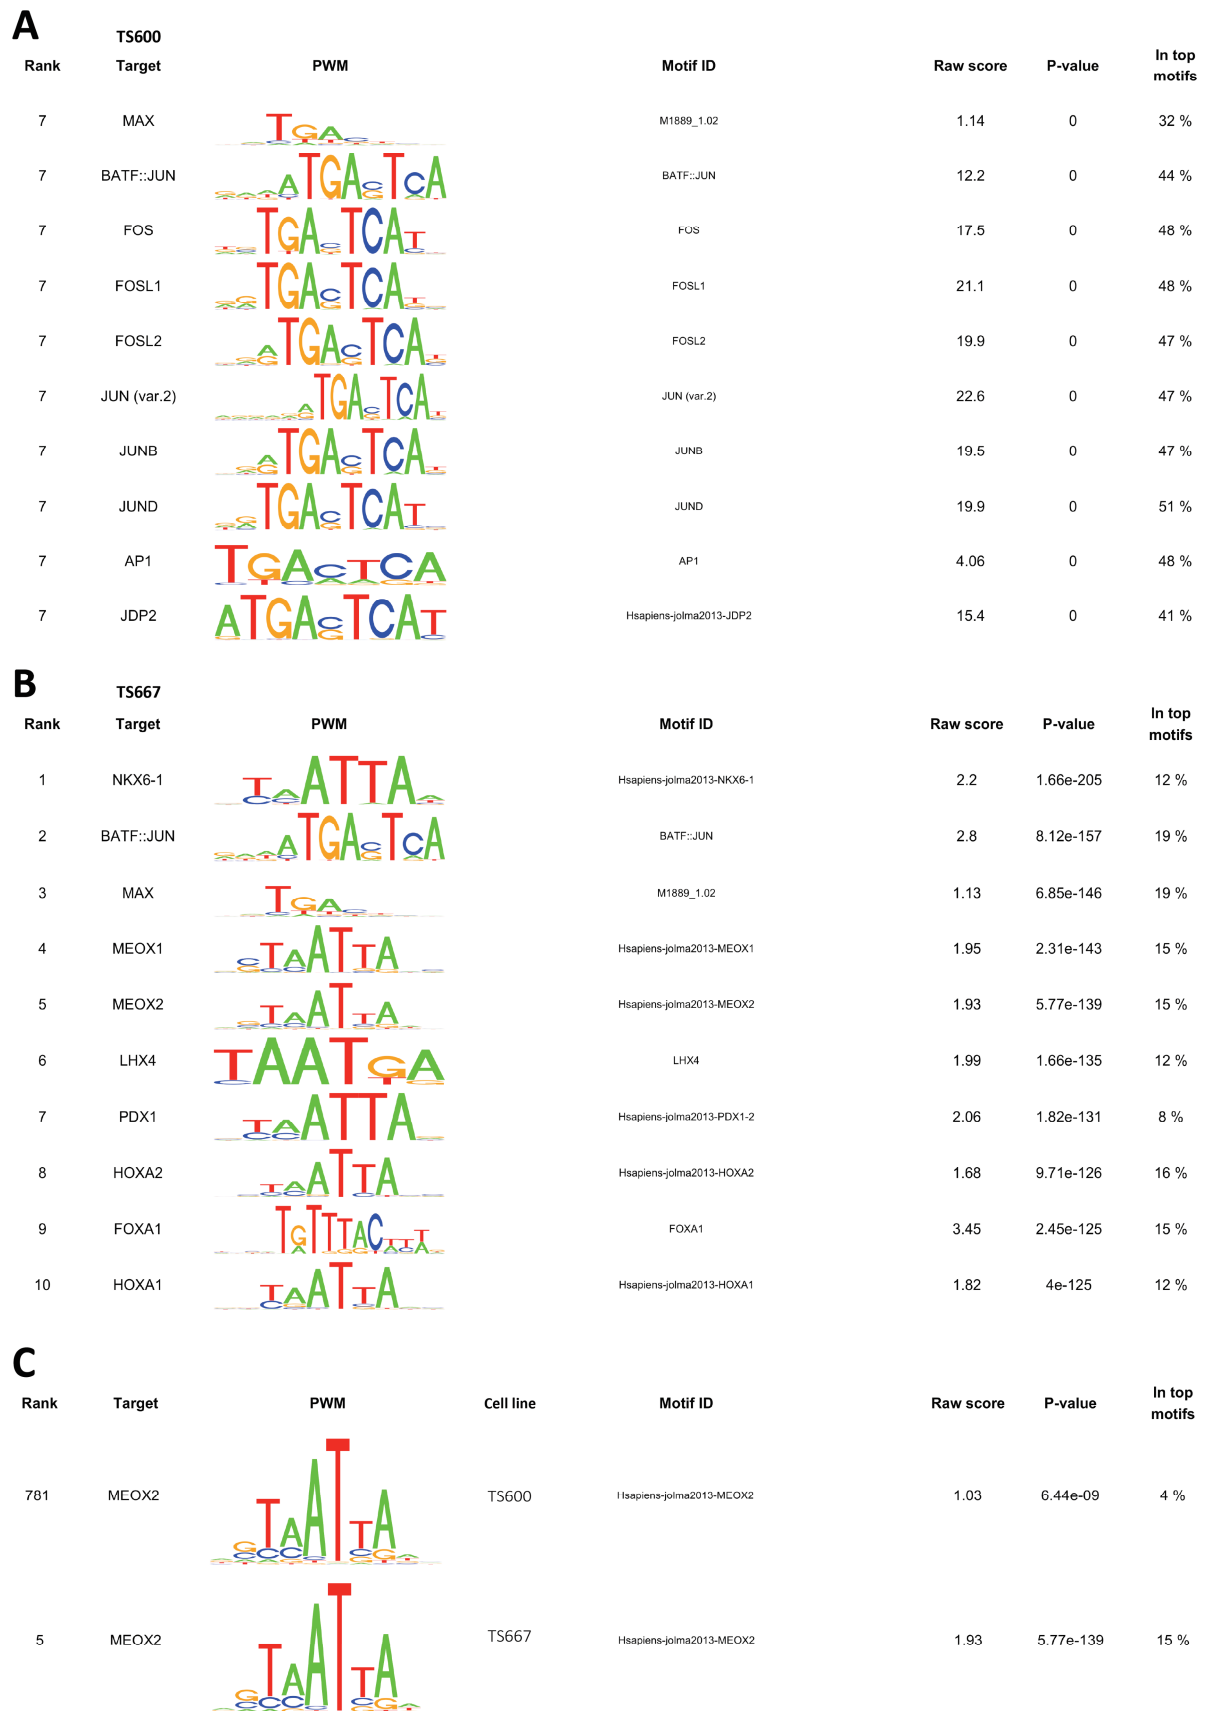 A
TS600
Rank Target PWM Motif ID Raw score P-value In top motifs
7 MAX M1889_1.02 1.14 0 32 %
7 BATF::JUN BATF::JUN 12.2 0 44 %
7 FOS FOS 17.5 0 48 %
7 FOSL1 FOSL1 21.1 0 48 %
7 FOSL2 FOSL2 19.9 0 47 %
7 JUN (var.2) JUN (var.2) 22.6 0 47 %
7 JUNB JUNB 19.5 0 47 %
7 JUND JUND 19.9 0 51 %
7 AP1 AP1 4.06 0 48 %
7 JDP2 Hsapiens-jolma2013-JDP2 15.4 0 41 %
B
TS667
Rank Target PWM Motif ID Raw score P-value In top motifs
1 NKX6-1 Hsapiens-jolma2013-NKX6-1 2.2 1.66e-205 12 %
2 BATF::JUN BATF::JUN 2.8 8.12e-157 19 %
3 MAX M1889_1.02 1.13 6.85e-146 19 %
4 MEOX1 Hsapiens-jolma2013-MEOX1 1.95 2.31e-143 15 %
5 MEOX2 Hsapiens-jolma2013-MEOX2 1.93 5.77e-139 15 %
6 LHX4 LHX4 1.99 1.66e-135 12 %
7 PDX1 Hsapiens-jolma2013-PDX1-2 2.06 1.82e-131 8 %
8 HOXA2 Hsapiens-jolma2013-HOXA2 1.68 9.71e-126 16 %
9 FOXA1 FOXA1 3.45 2.45e-125 15 %
10 HOXA1 Hsapiens-jolma2013-HOXA1 1.82 4e-125 12 %
C
Rank Target PWM Cell line Motif ID Raw score P-value In top motifs
781 MEOX2 TS600 Hsapiens-jolma2013-MEOX2 1.03 6.44e-09 4 %
5 MEOX2 TS667 Hsapiens-jolma2013-MEOX2 1.93 5.77e-139 15 %